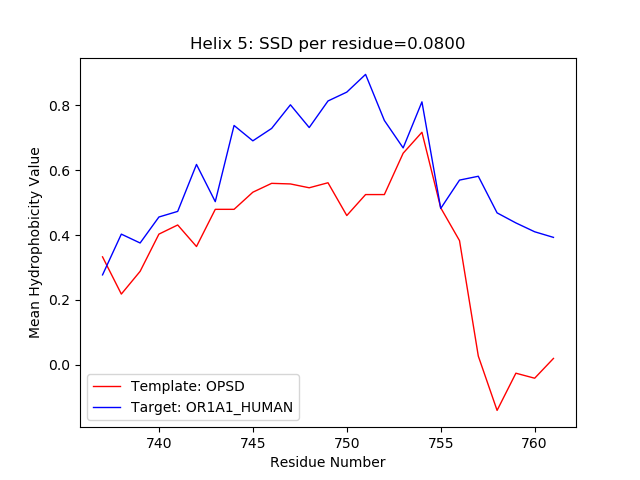 Helix 5: SSD per residue=0.0800
Mean Hydrophobicity Value
0.8
0.6
0.4
0.2
0.0
Template: OPSD
Target: OR1A1_HUMAN
740
745
750
755
760
Residue Number